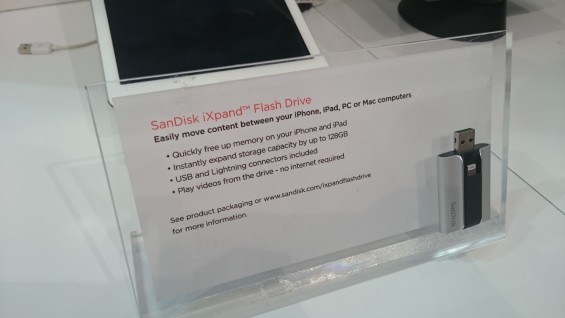 SanDisk iXpand™ Flash Drive
Easily move content between your iPhone, iPad, PC or Mac computers
• Quickly free up memory on your iPhone and iPad
• Instantly expand storage capacity by up to 128GB
• USB and Lightning connectors included
• Play videos from the drive - no internet required
See product packaging or www.sandisk.com/ixpandflashdrive
for more information.
SanDisk